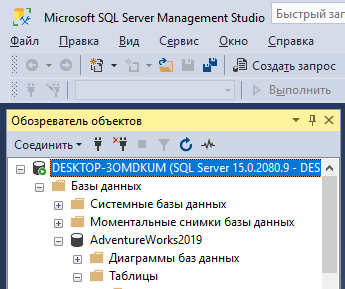 Microsoft SQL Server Management Studio
Быстрый зап
Файл Правка Вид Сервис Окно Справка
Создать запрос
Выполнить
Обозреватель объектов
Соединить
DESKTOP-3OMDKUM (SQL Server 15.0.2080.9 - DES
Базы данных
Системные базы данных
Моментальные снимки базы данных
AdventureWorks2019
Диаграммы баз данных
Таблицы